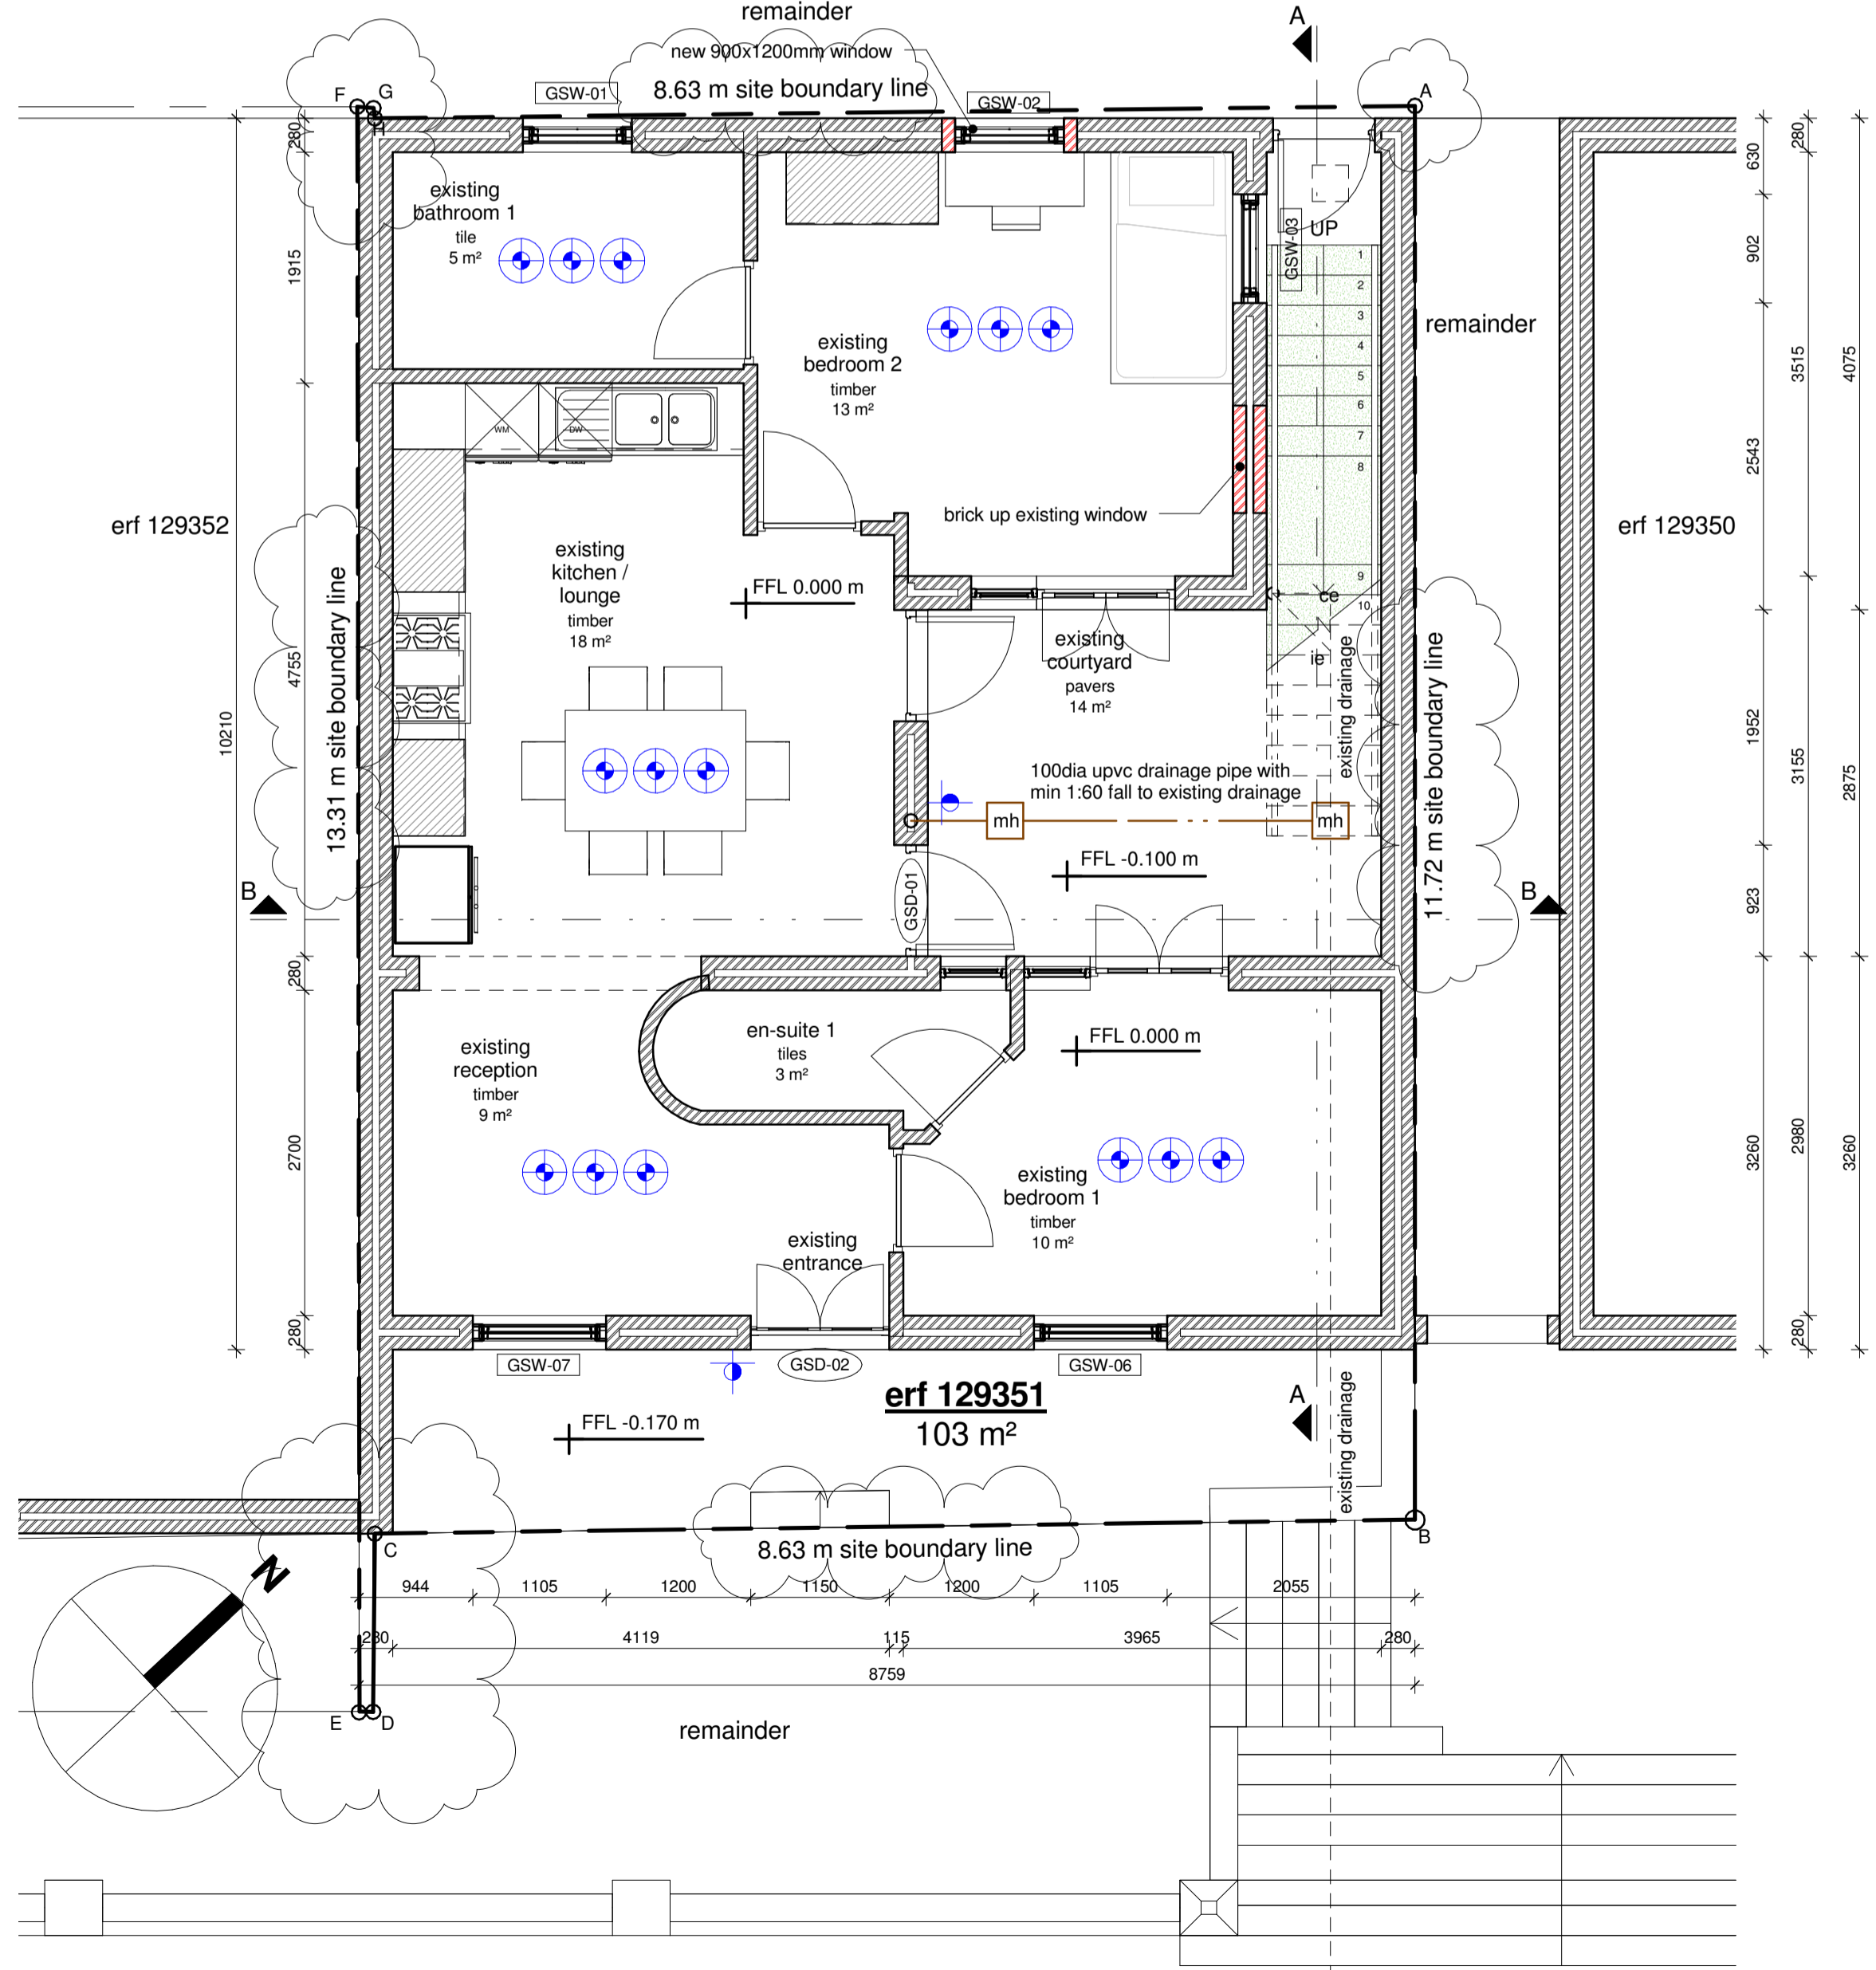 remainder
A
new 900x1200mm window
8.63 m site boundary line
GSW-01
GSW-02
F
G
H
A
280
280
630
existing
bathroom 1
tile
5 m²
UP
GSW-03
902
1915
1
2
3
4
5
6
7
8
9
10
remainder
existing
bedroom 2
timber
13 m²
3515
4075
WM
DW
2543
brick up existing window
erf 129352
erf 129350
existing
kitchen /
lounge
timber
18 m²
FFL 0.000 m
ce
ie
existing
courtyard
pavers
14 m²
existing drainage
4755
10210
13.31 m site boundary line
11.72 m site boundary line
1952
3155
2875
100dia upvc drainage pipe with
min 1:60 fall to existing drainage
mh
mh
FFL -0.100 m
B
B
GSD-01
923
280
en-suite 1
tiles
3 m²
FFL 0.000 m
existing
reception
timber
9 m²
2700
3260
2980
3260
existing
bedroom 1
timber
10 m²
existing
entrance
280
280
GSW-07
GSD-02
GSW-06
erf 129351
103 m²
A
FFL -0.170 m
existing drainage
C
B
8.63 m site boundary line
N
944
1105
1200
1150
1200
1105
2055
280
4119
115
3965
280
8759
E
D
remainder